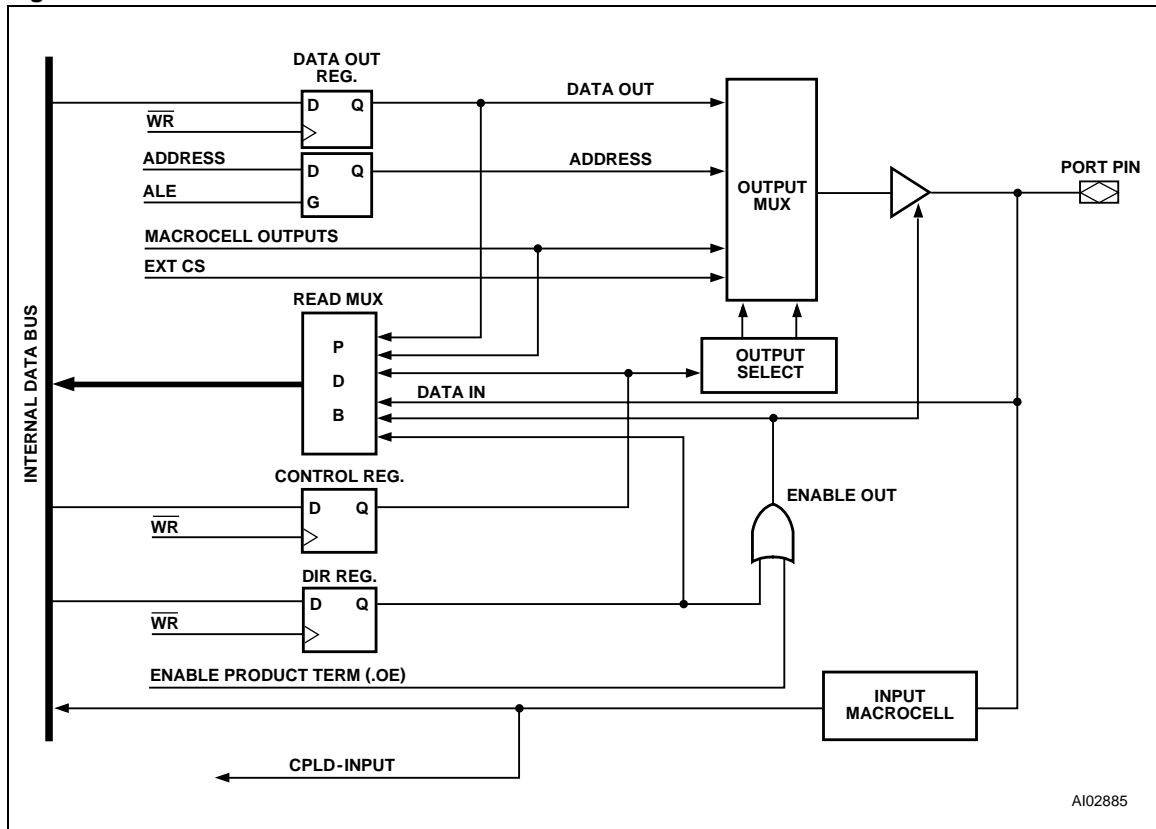 DATA OUT
REG.
D Q
WR
DATA OUT
ADDRESS
ALE
D Q
G
ADDRESS
MACROCELL OUTPUTS
EXT CS
OUTPUT
MUX
PORT PIN
READ MUX
P
D
B
OUTPUT
SELECT
DATA IN
INTERNAL DATA BUS
CONTROL REG.
D Q
WR
ENABLE OUT
DIR REG.
D Q
WR
ENABLE PRODUCT TERM (.OE)
INPUT
MACROCELL
CPLD-INPUT
AI02885